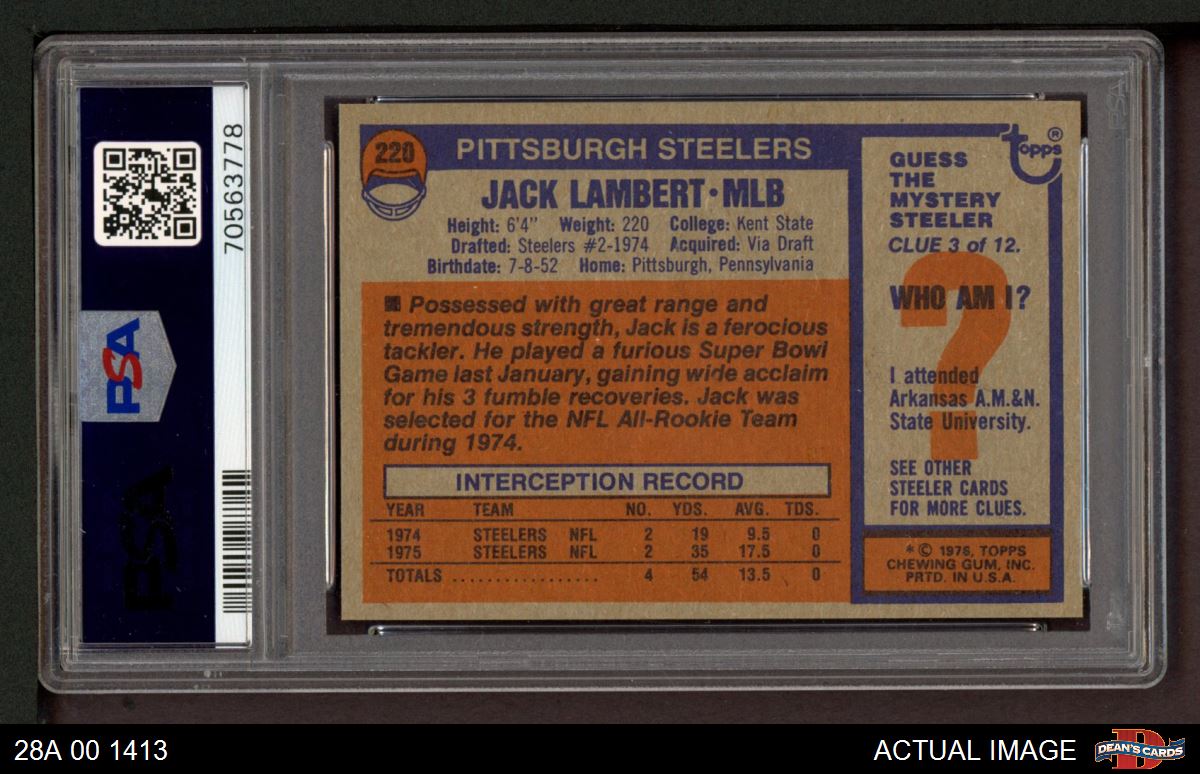 70563778
PSA
PSA
PSA
220
PITTSBURGH STEELERS
JACK LAMBERT · MLB
Height: 6'4" Weight: 220 College: Kent State
Drafted: Steelers #2-1974 Acquired: Via Draft
Birthdate: 7-8-52 Home: Pittsburgh, Pennsylvania
Possessed with great range and
tremendous strength, Jack is a ferocious
tackler. He played a furious Super Bowl
Game last January, gaining wide acclaim
for his 3 fumble recoveries. Jack was
selected for the NFL All-Rookie Team
during 1974.
INTERCEPTION RECORD
YEAR TEAM NO. YDS. AVG. TDS.
1974 STEELERS NFL 2 19 9.5 0
1975 STEELERS NFL 2 35 17.5 0
TOTALS .................. 4 54 13.5 0
topps ®
GUESS
THE
MYSTERY
STEELER
CLUE 3 of 12.
?
WHO AM I?
I attended
Arkansas A.M.&N.
State University.
SEE OTHER
STEELER CARDS
FOR MORE CLUES.
* © 1976, TOPPS
CHEWING GUM, INC.
PRTD. IN U.S.A.
28A 00 1413
ACTUAL IMAGE
D
DEAN'S CARDS